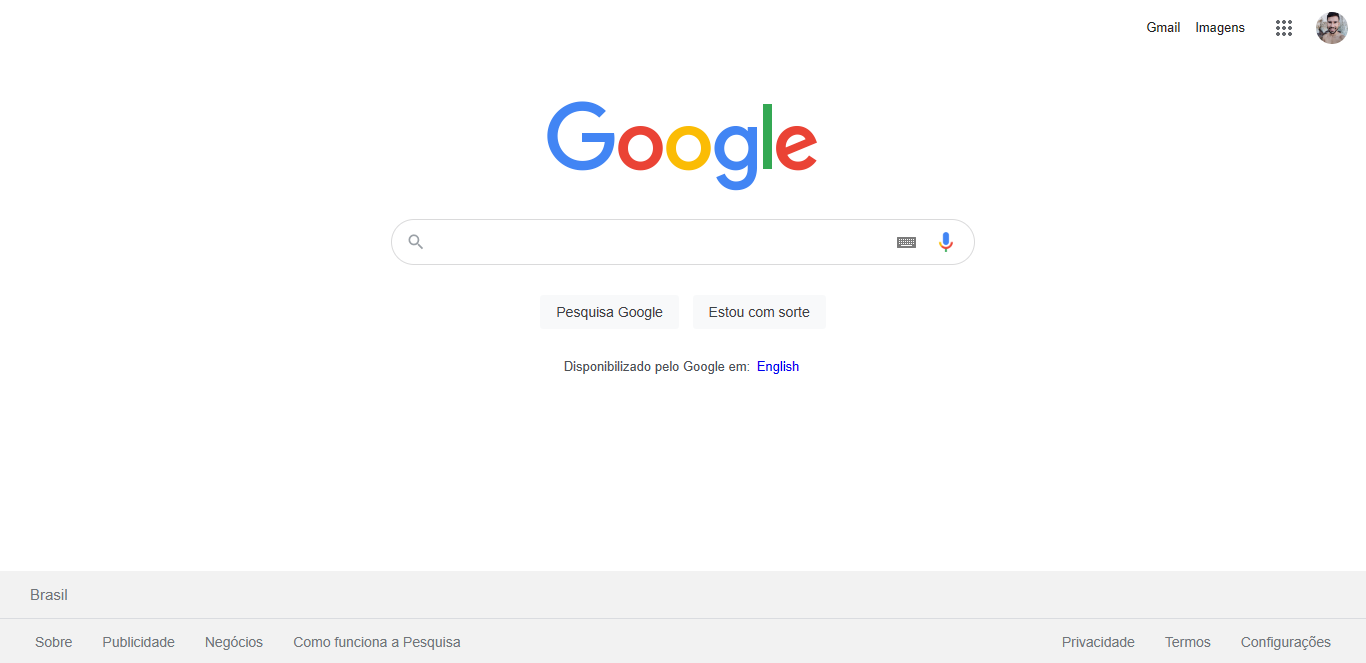 Gmail Imagens
Google
Pesquisa Google Estou com sorte
Disponibilizado pelo Google em: English
Brasil
Sobre Publicidade Negócios Como funciona a Pesquisa Privacidade Termos Configurações